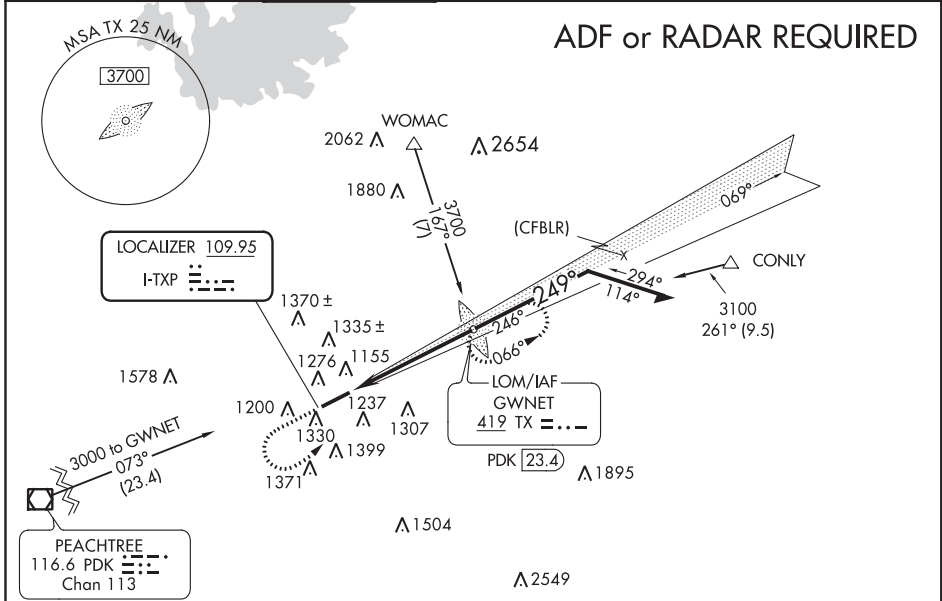 MSA TX 25 NM
3700
ADF or RADAR REQUIRED
WOMAC
2062
2654
1880
3700
167°
(7)
069°
(CFBLR)
LOCALIZER 109.95
I-TXP
249°
294°
114°
CONLY
3100
261° (9.5)
1370 ±
1335 ±
246°
066°
1276
1155
1578
LOM/IAF
GWNET
419 TX
1200
1237
1330
1307
1399
PDK 23.4
3000 to GWNET
073°
(23.4)
1371
1895
PEACHTREE
116.6 PDK
Chan 113
1504
2549